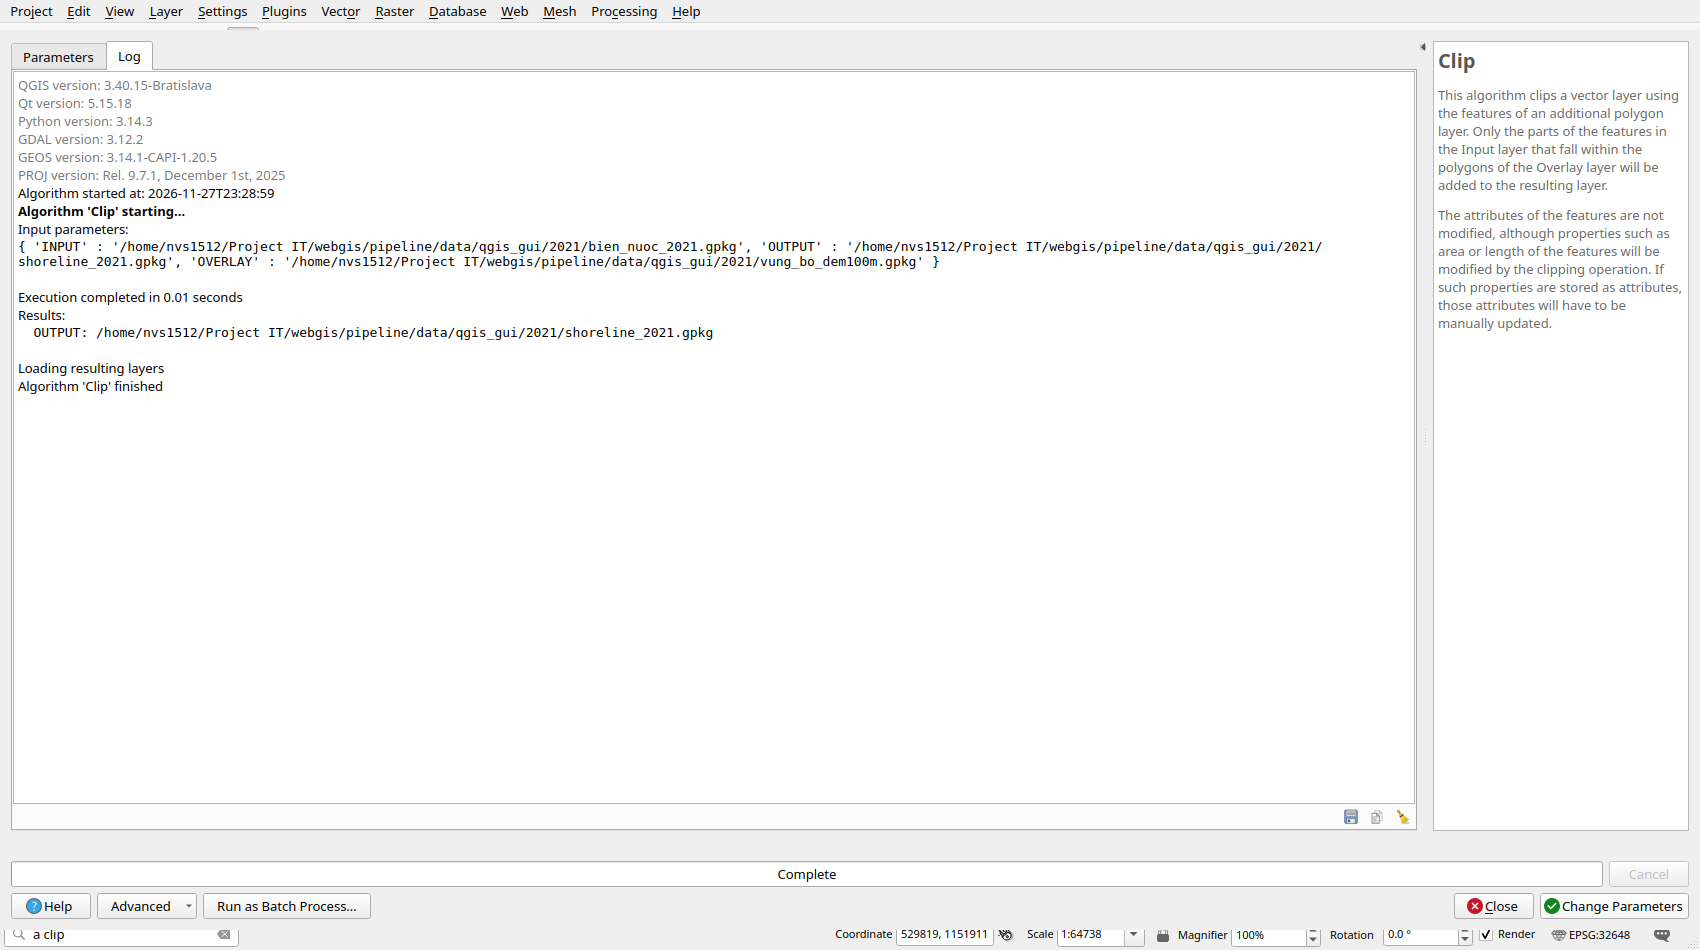 Project Edit View Layer Settings Plugins Vector Raster Database Web Mesh Processing Help
Parameters Log
QGIS version: 3.40.15-Bratislava
Qt version: 5.15.18
Python version: 3.14.3
GDAL version: 3.12.2
GEOS version: 3.14.1-CAPI-1.20.5
PROJ version: Rel. 9.7.1, December 1st, 2025
Algorithm started at: 2026-11-27T23:28:59
Algorithm 'Clip' starting...
Input parameters:
{ 'INPUT' : '/home/nvs1512/Project IT/webgis/pipeline/data/qgis_gui/2021/bien_nuoc_2021.gpkg', 'OUTPUT' : '/home/nvs1512/Project IT/webgis/pipeline/data/qgis_gui/2021/
shoreline_2021.gpkg', 'OVERLAY' : '/home/nvs1512/Project IT/webgis/pipeline/data/qgis_gui/2021/vung_bo_dem100m.gpkg' }
Execution completed in 0.01 seconds
Results:
OUTPUT: /home/nvs1512/Project IT/webgis/pipeline/data/qgis_gui/2021/shoreline_2021.gpkg
Loading resulting layers
Algorithm 'Clip' finished
Clip
This algorithm clips a vector layer using
the features of an additional polygon
layer. Only the parts of the features in
the Input layer that fall within the
polygons of the Overlay layer will be
added to the resulting layer.
The attributes of the features are not
modified, although properties such as
area or length of the features will be
modified by the clipping operation. If
such properties are stored as attributes,
those attributes will have to be
manually updated.
Complete Cancel
Help Advanced Run as Batch Process... Close Change Parameters
a clip Coordinate 529819, 1151911 Scale 1:64738 Magnifier 100% Rotation 0.0 ° Render EPSG:32648